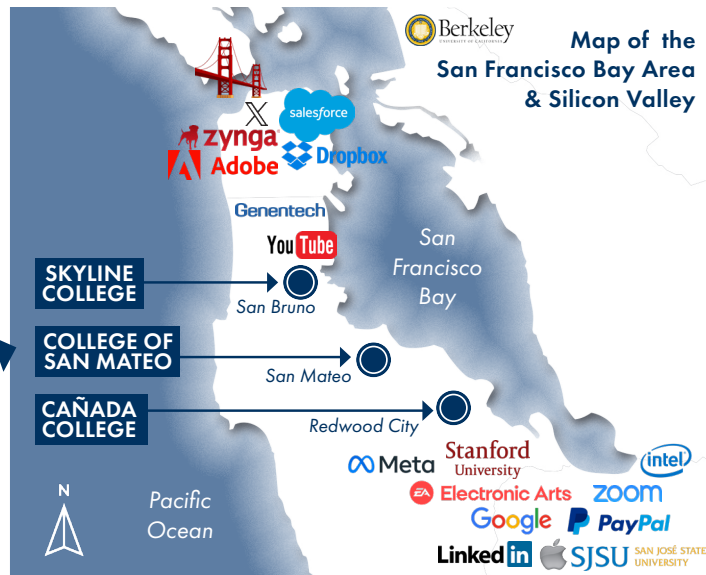 Berkeley
UNIVERSITY OF CALIFORNIA
Map of the
San Francisco Bay Area
& Silicon Valley
X
salesforce
zynga
Adobe
Dropbox
Genentech
YouTube
San
Francisco
Bay
SKYLINE
COLLEGE
San Bruno
COLLEGE OF
SAN MATEO
San Mateo
CAÑADA
COLLEGE
Redwood City
Meta
Stanford
University
intel
EA Electronic Arts
zoom
Google
PayPal
LinkedIn
SJSU SAN JOSÉ STATE
UNIVERSITY
N
Pacific
Ocean